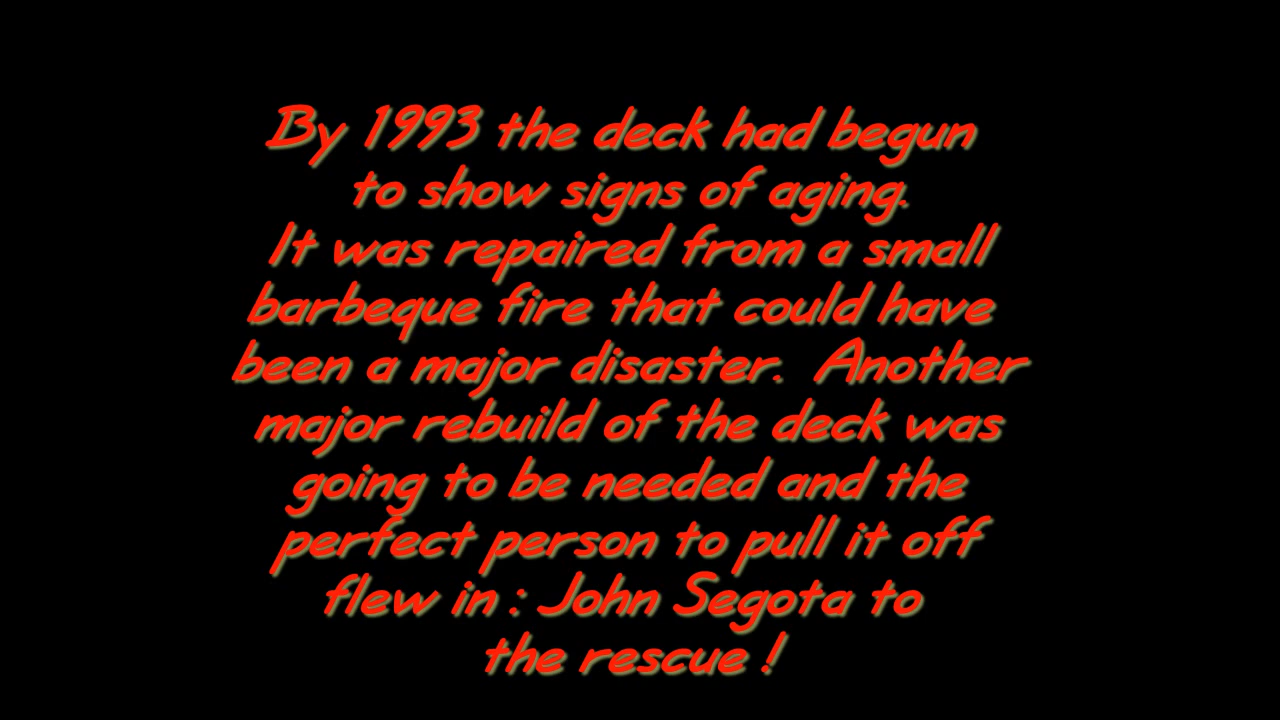 By 1993 the deck had begun
to show signs of aging.
It was repaired from a small
barbeque fire that could have
been a major disaster.  Another
major rebuild of the deck was
going to be needed and the
perfect person to pull it off
flew in : John Segota to
the rescue !